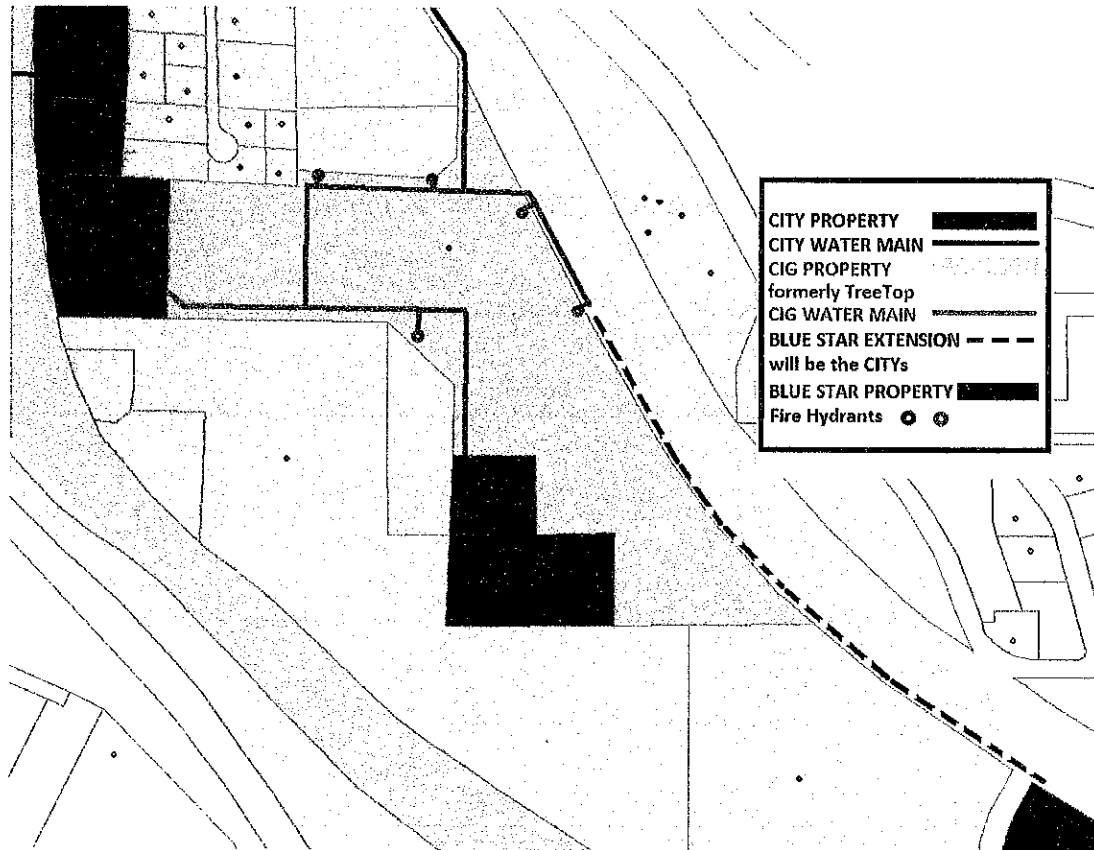 CITY PROPERTY
CITY WATER MAIN
CIG PROPERTY
formerly TreeTop
CIG WATER MAIN
BLUE STAR EXTENSION
will be the CITYs
BLUE STAR PROPERTY
Fire Hydrants